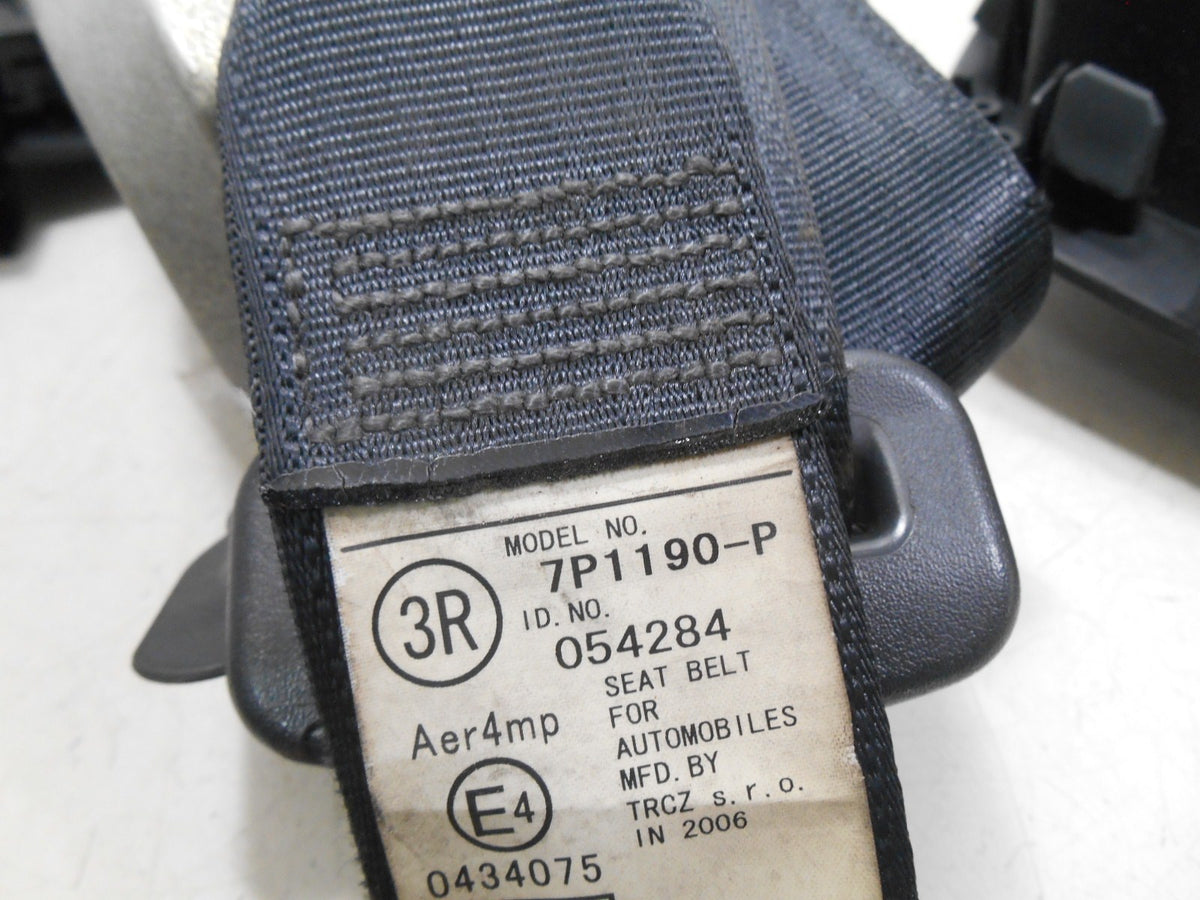 MODEL NO.
7P1190-P
3R
ID. NO.
054284
SEAT BELT
FOR
AUTOMOBILES
MFD. BY
TRCZ s.r.o.
IN 2006
Aer4mp
E4
0434075